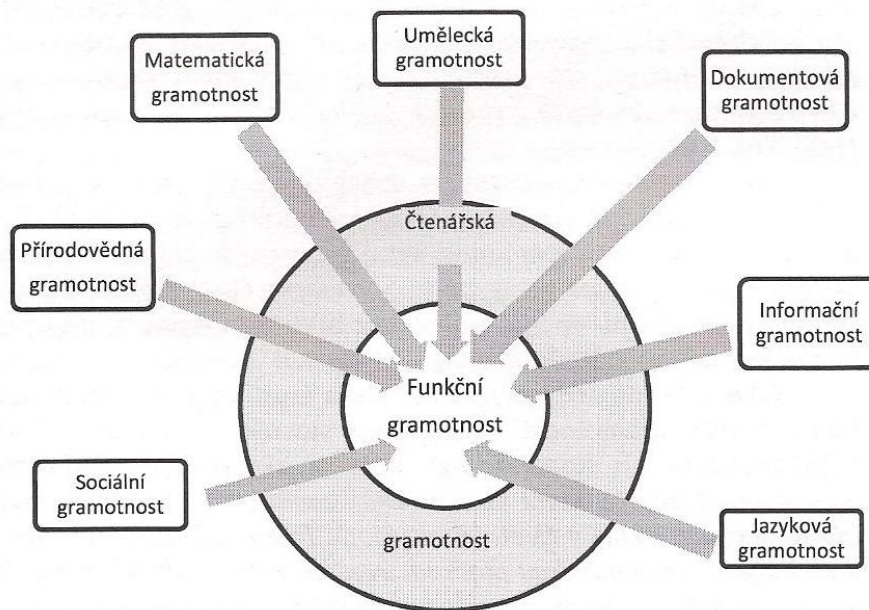 Umělecká
gramotnost
Matematická
gramotnost
Dokumentová
gramotnost
Čtenářská
Přírodovědná
gramotnost
Informační
gramotnost
Funkční
gramotnost
Sociální
gramotnost
gramotnost
Jazyková
gramotnost